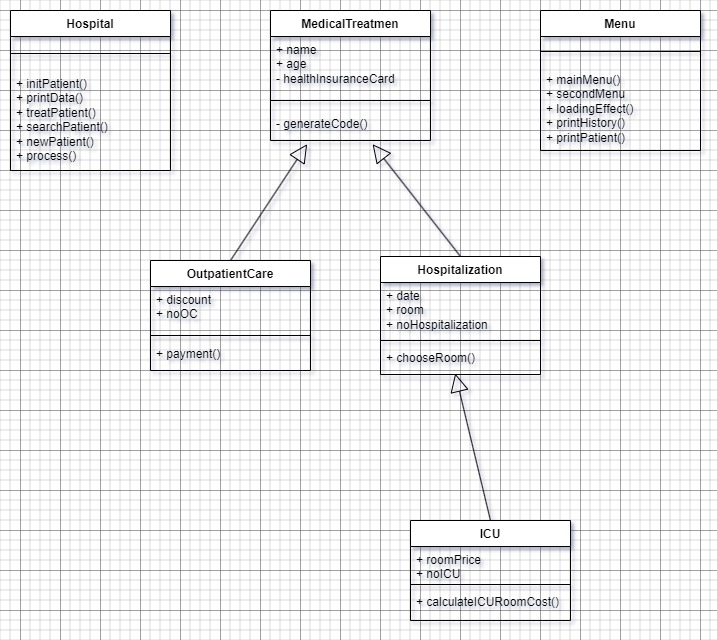 Hospital
+ initPatient()
+ printData()
+ treatPatient()
+ searchPatient()
+ newPatient()
+ process()
MedicalTreatmen
+ name
+ age
- healthInsuranceCard
- generateCode()
Menu
+ mainMenu()
+ secondMenu
+ loadingEffect()
+ printHistory()
+ printPatient()
OutpatientCare
+ discount
+ noOC
+ payment()
Hospitalization
+ date
+ room
+ noHospitalization
+ chooseRoom()
ICU
+ roomPrice
+ noICU
+ calculateICURoomCost()